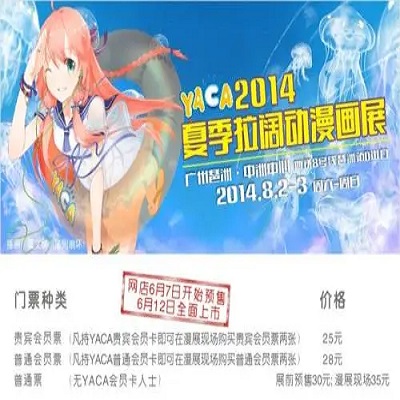 YACA2014
夏季拉阔动漫画展
广州琶洲·中洲中心
2014.8.2-3 周六-周日
网店6月7日开始预售
6月12日全面上市
门票种类 价格
贵宾会员票 (凡持YACA贵宾会员卡即可在漫展现场购买贵宾会员票两张) 25元
普通会员票 (凡持YACA普通会员卡即可在漫展现场购买普通会员票两张) 28元
普通票 (无YACA会员卡人士) 展前预售30元; 漫展现场35元